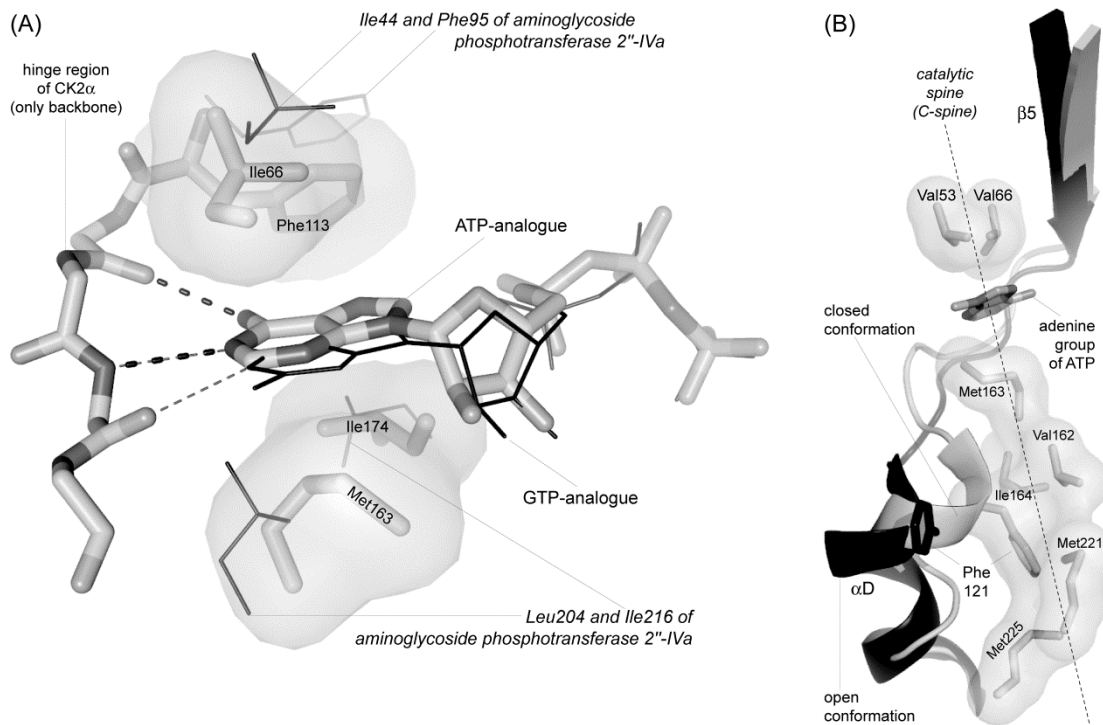 (A)
Ile44 and Phe95 of aminoglycoside
phosphotransferase 2"-IVa
hinge region
of CK2α
(only backbone)
Ile66
Phe113
ATP-analogue
Ile174
Met163
GTP-analogue
Leu204 and Ile216 of
aminoglycoside phosphotransferase 2"-IVa
(B)
catalytic
spine
(C-spine)
β5
Val53
Val66
closed
conformation
adenine
group
of ATP
Met163
Val162
Ile164
Met221
Phe
121
αD
Met225
open
conformation